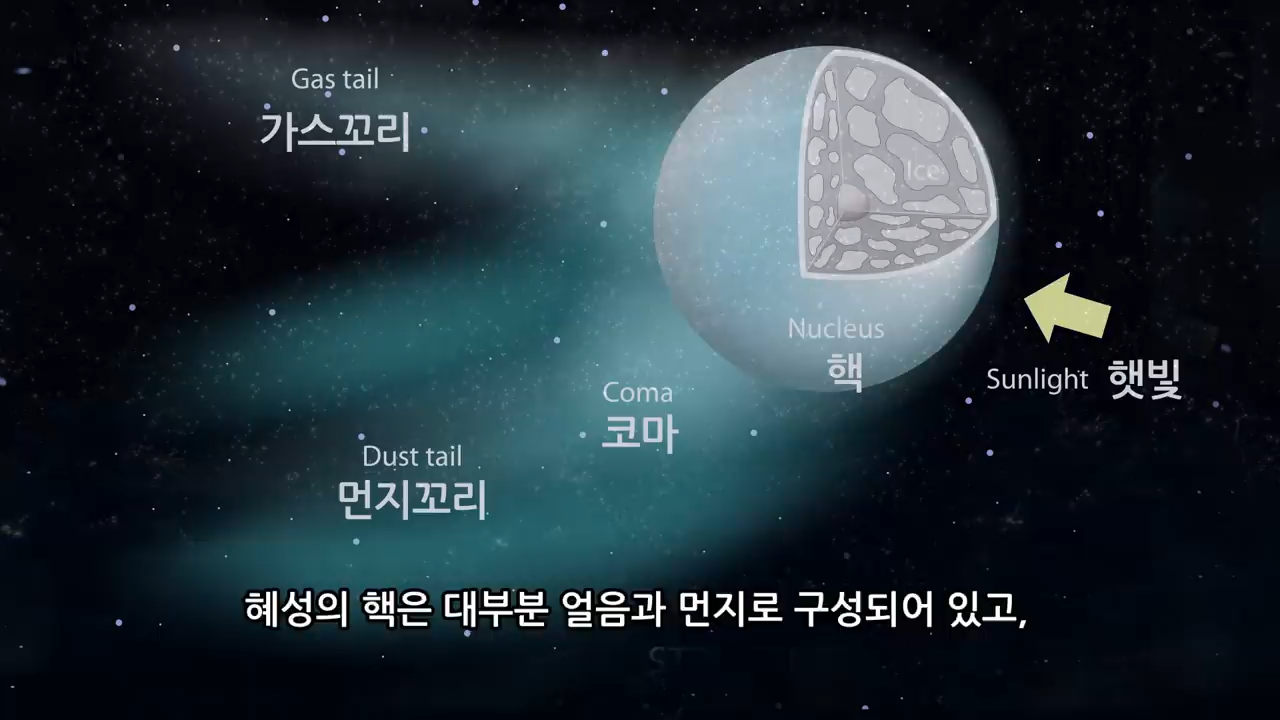 Gas tail
가스꼬리
Ice
Nucleus
핵
Sunlight 햇빛
Coma
코마
Dust tail
먼지꼬리
혜성의 핵은 대부분 얼음과 먼지로 구성되어 있고,